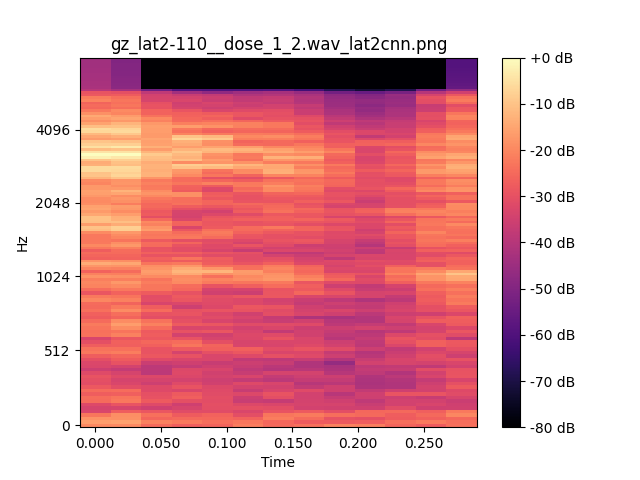 gz_lat2-110__dose_1_2.wav_lat2cnn.png
Hz
4096
2048
1024
512
0
0.000 0.050 0.100 0.150 0.200 0.250
Time
+0 dB
-10 dB
-20 dB
-30 dB
-40 dB
-50 dB
-60 dB
-70 dB
-80 dB